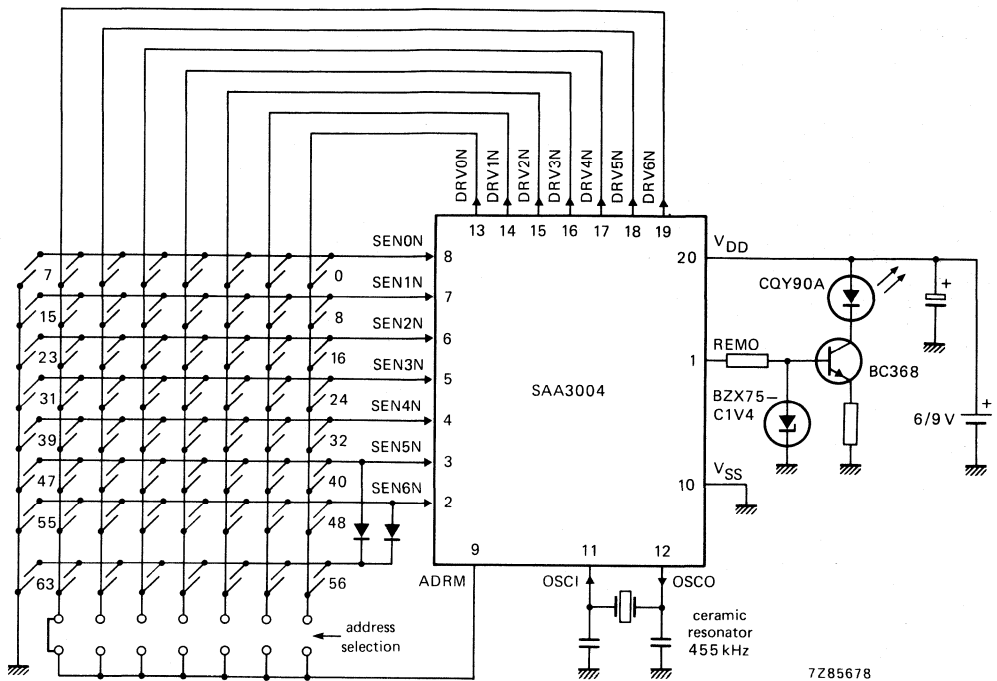 DRV0N
DRV1N
DRV2N
DRV3N
DRV4N
DRV5N
DRV6N
13 14 15 16 17 18 19
SEN0N 8
SEN1N 7
SEN2N 6
SEN3N 5
SEN4N 4
SEN5N 3
SEN6N 2
7 0
15 8
23 16
31 24
39 32
47 40
55 48
63 56
SAA3004
20 VDD
CQY90A
+
1 REMO
BC368
BZX75–
C1V4
6/9 V
+
10 VSS
9
ADRM
11 12
OSCI OSCO
address
selection
ceramic
resonator
455 kHz
7Z85678